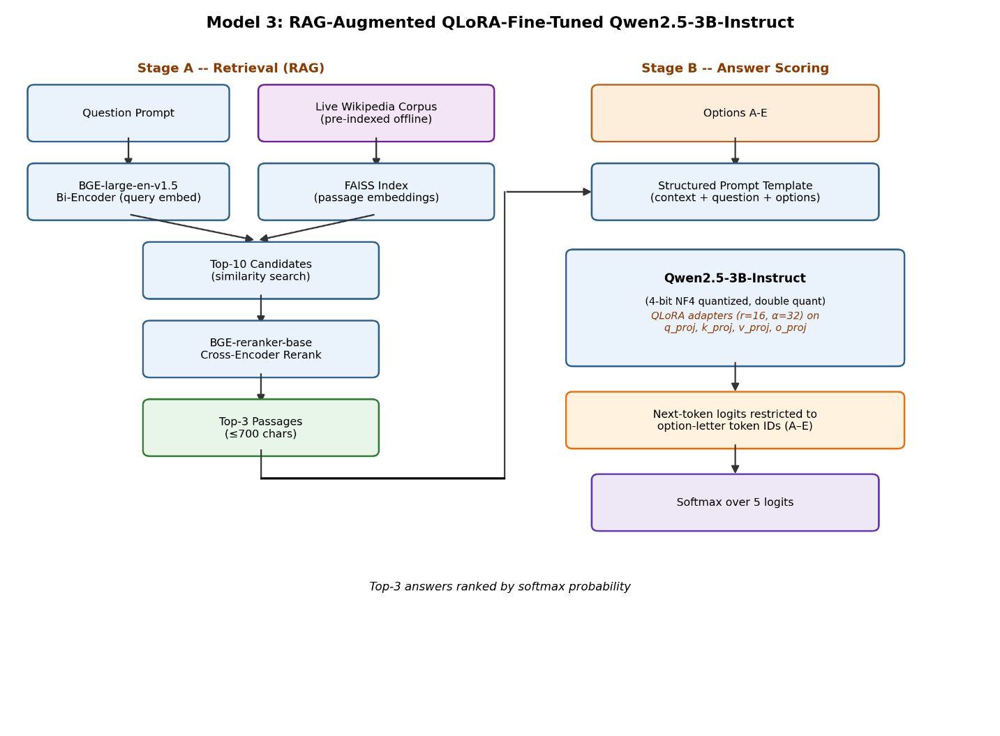 Model 3: RAG-Augmented QLoRA-Fine-Tuned Qwen2.5-3B-Instruct
Stage A -- Retrieval (RAG)
Question Prompt
Live Wikipedia Corpus
(pre-indexed offline)
BGE-large-en-v1.5
Bi-Encoder (query embed)
FAISS Index
(passage embeddings)
Top-10 Candidates
(similarity search)
BGE-reranker-base
Cross-Encoder Rerank
Top-3 Passages
(≤700 chars)
Stage B -- Answer Scoring
Options A-E
Structured Prompt Template
(context + question + options)
Qwen2.5-3B-Instruct
(4-bit NF4 quantized, double quant)
QLoRA adapters (r=16, α=32) on
q_proj, k_proj, v_proj, o_proj
Next-token logits restricted to
option-letter token IDs (A–E)
Softmax over 5 logits
Top-3 answers ranked by softmax probability